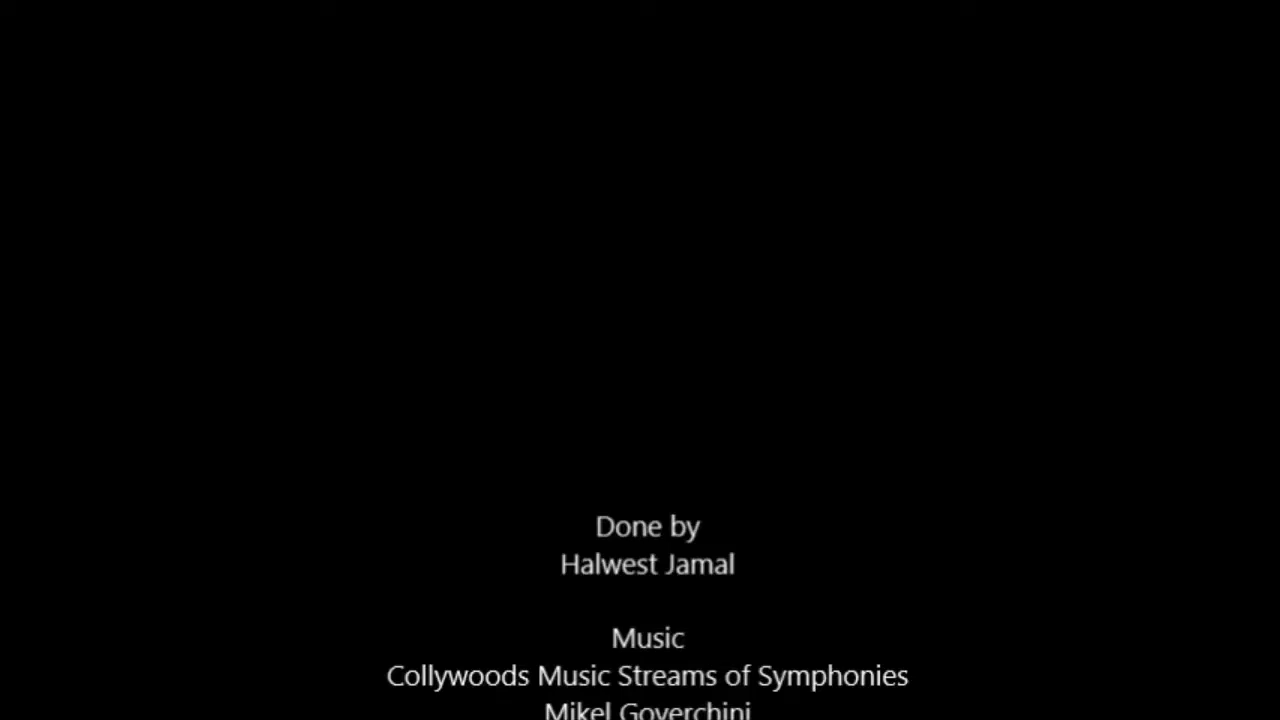 Done by
Halwest Jamal
Music
Collywoods Music Streams of Symphonies
Mikel Goverchini